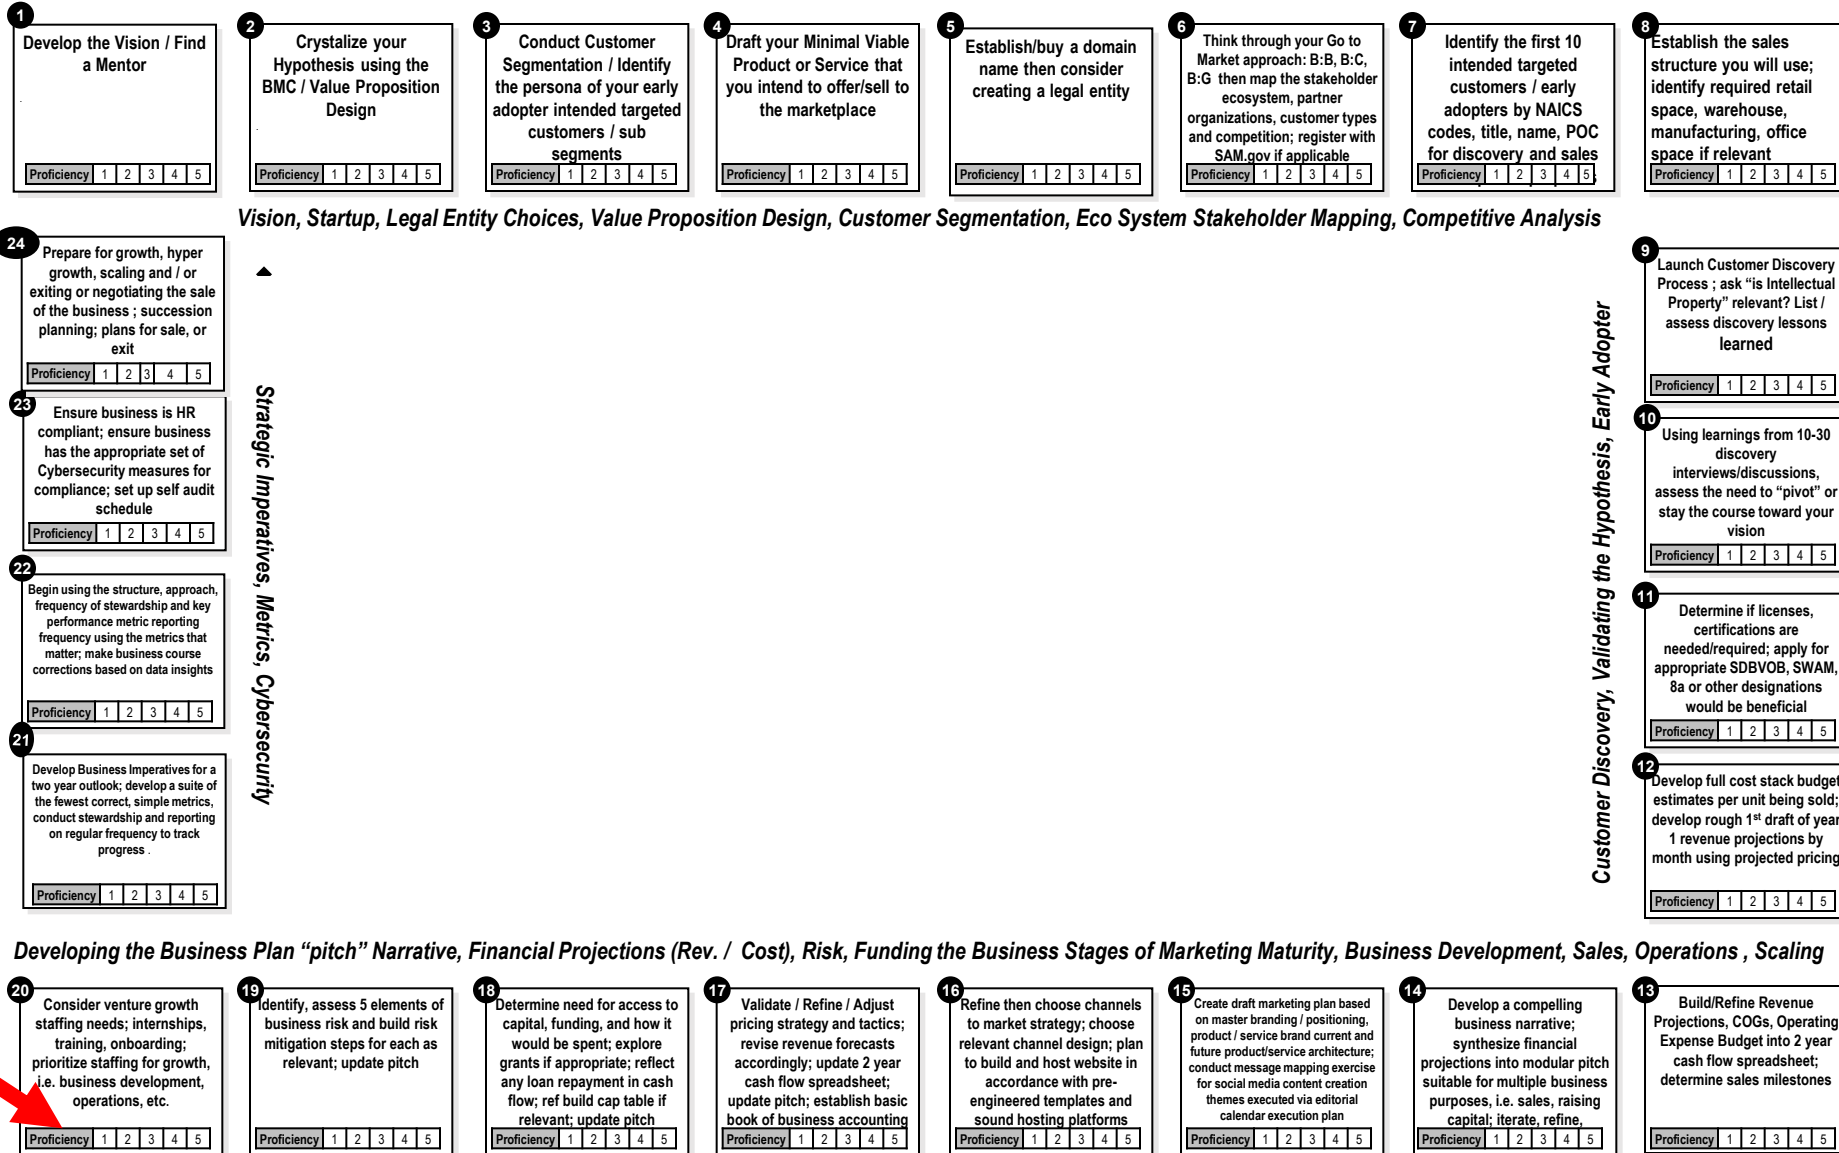 1
Develop the Vision / Find
a Mentor
.
Proficiency 1 2 3 4 5
2
Crystalize your
Hypothesis using the
BMC / Value Proposition
Design
.
Proficiency 1 2 3 4 5
3
Conduct Customer
Segmentation / Identify
the persona of your early
adopter intended targeted
customers / sub
segments
Proficiency 1 2 3 4 5
4
Draft your Minimal Viable
Product or Service that
you intend to offer/sell to
the marketplace
Proficiency 1 2 3 4 5
5
Establish/buy a domain
name then consider
creating a legal entity
Proficiency 1 2 3 4 5
6
Think through your Go to
Market approach: B:B, B:C,
B:G then map the stakeholder
ecosystem, partner
organizations, customer types
and competition; register with
SAM.gov if applicable
Proficiency 1 2 3 4 5
7
Identify the first 10
intended targeted
customers / early
adopters by NAICS
codes, title, name, POC
for discovery and sales
Proficiency 1 2 3 4 5
8
Establish the sales
structure you will use;
identify required retail
space, warehouse,
manufacturing, office
space if relevant
Proficiency 1 2 3 4 5
Vision, Startup, Legal Entity Choices, Value Proposition Design, Customer Segmentation, Eco System Stakeholder Mapping, Competitive Analysis
24
Prepare for growth, hyper
growth, scaling and / or
exiting or negotiating the sale
of the business ; succession
planning; plans for sale, or
exit
Proficiency 1 2 3 4 5
23
Ensure business is HR
compliant; ensure business
has the appropriate set of
Cybersecurity measures for
compliance; set up self audit
schedule
Proficiency 1 2 3 4 5
22
Begin using the structure, approach,
frequency of stewardship and key
performance metric reporting
frequency using the metrics that
matter; make business course
corrections based on data insights
Proficiency 1 2 3 4 5
21
Develop Business Imperatives for a
two year outlook; develop a suite of
the fewest correct, simple metrics,
conduct stewardship and reporting
on regular frequency to track
progress .
Proficiency 1 2 3 4 5
Strategic Imperatives, Metrics, Cybersecurity
Customer Discovery, Validating the Hypothesis, Early Adopter
9
Launch Customer Discovery
Process ; ask “is Intellectual
Property” relevant? List /
assess discovery lessons
learned
Proficiency 1 2 3 4 5
10
Using learnings from 10-30
discovery
interviews/discussions,
assess the need to “pivot” or
stay the course toward your
vision
Proficiency 1 2 3 4 5
11
Determine if licenses,
certifications are
needed/required; apply for
appropriate SDBVOB, SWAM,
8a or other designations
would be beneficial
Proficiency 1 2 3 4 5
12
Develop full cost stack budget
estimates per unit being sold;
develop rough 1st draft of year
1 revenue projections by
month using projected pricing
Proficiency 1 2 3 4 5
Developing the Business Plan “pitch” Narrative, Financial Projections (Rev. / Cost), Risk, Funding the Business Stages of Marketing Maturity, Business Development, Sales, Operations , Scaling
20
Consider venture growth
staffing needs; internships,
training, onboarding;
prioritize staffing for growth,
i.e. business development,
operations, etc.
Proficiency 1 2 3 4 5
19
Identify, assess 5 elements of
business risk and build risk
mitigation steps for each as
relevant; update pitch
Proficiency 1 2 3 4 5
18
Determine need for access to
capital, funding, and how it
would be spent; explore
grants if appropriate; reflect
any loan repayment in cash
flow; ref build cap table if
relevant; update pitch
Proficiency 1 2 3 4 5
17
Validate / Refine / Adjust
pricing strategy and tactics;
revise revenue forecasts
accordingly; update 2 year
cash flow spreadsheet;
update pitch; establish basic
book of business accounting
Proficiency 1 2 3 4 5
16
Refine then choose channels
to market strategy; choose
relevant channel design; plan
to build and host website in
accordance with pre-
engineered templates and
sound hosting platforms
Proficiency 1 2 3 4 5
15
Create draft marketing plan based
on master branding / positioning,
product / service brand current and
future product/service architecture;
conduct message mapping exercise
for social media content creation
themes executed via editorial
calendar execution plan
Proficiency 1 2 3 4 5
14
Develop a compelling
business narrative;
synthesize financial
projections into modular pitch
suitable for multiple business
purposes, i.e. sales, raising
capital; iterate, refine,
Proficiency 1 2 3 4 5
13
Build/Refine Revenue
Projections, COGs, Operating
Expense Budget into 2 year
cash flow spreadsheet;
determine sales milestones
Proficiency 1 2 3 4 5